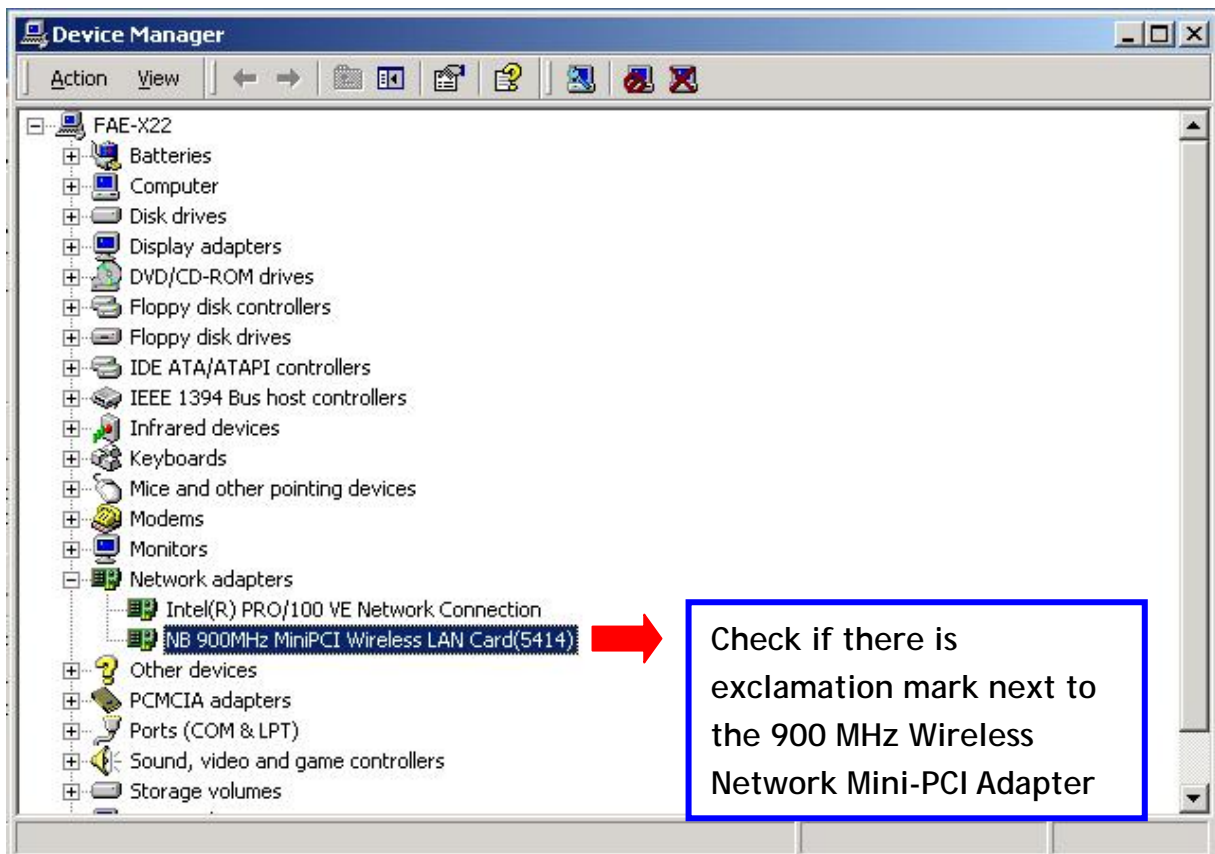 Device Manager
Action View
FAE-X22
Batteries
Computer
Disk drives
Display adapters
DVD/CD-ROM drives
Floppy disk controllers
Floppy disk drives
IDE ATA/ATAPI controllers
IEEE 1394 Bus host controllers
Infrared devices
Keyboards
Mice and other pointing devices
Modems
Monitors
Network adapters
Intel(R) PRO/100 VE Network Connection
NB 900MHz MiniPCI Wireless LAN Card(5414)
Other devices
PCMCIA adapters
Ports (COM & LPT)
Sound, video and game controllers
Storage volumes
Check if there is
exclamation mark next to
the 900 MHz Wireless
Network Mini-PCI Adapter